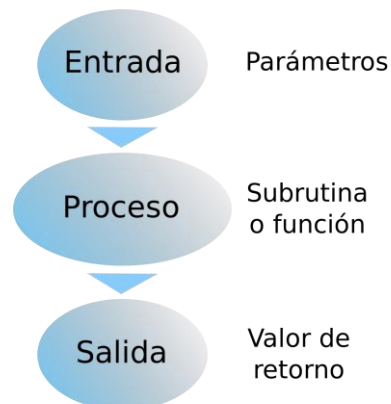 Entrada
Parámetros
Proceso
Subrutina
o función
Salida
Valor de
retorno